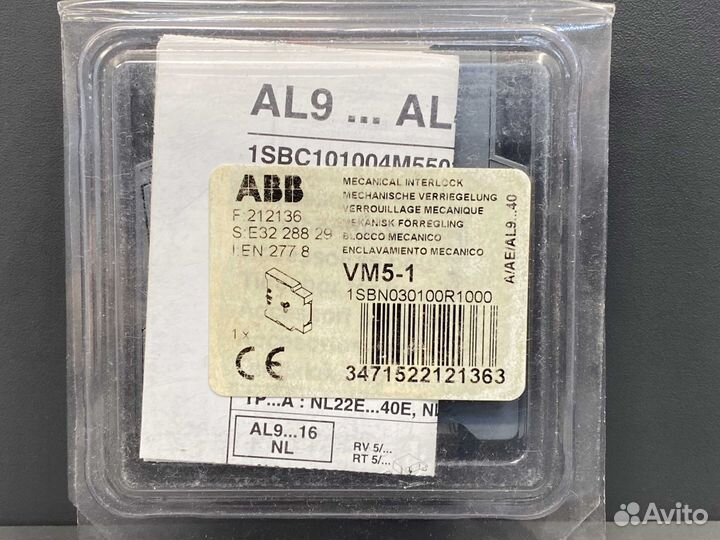 AL9 ... AL
1SBC101004M550
ABB
F:212136
S:E32 288 29
I:EN 277 8
MECANICAL INTERLOCK
MECHANISCHE VERRIEGELUNG
VERROUILLAGE MECANIQUE
MEKANISK FÖRREGLING
BLOCCO MECANICO
ENCLAVAMIENTO MECANICO
VM5-1
1SBN030100R1000
A/AE/AL9...40
1x
CE
3471522121363
TP...A : NL22E...40E, NL
AL9...16
NL
RV 5/...
RT 5/...
Avito